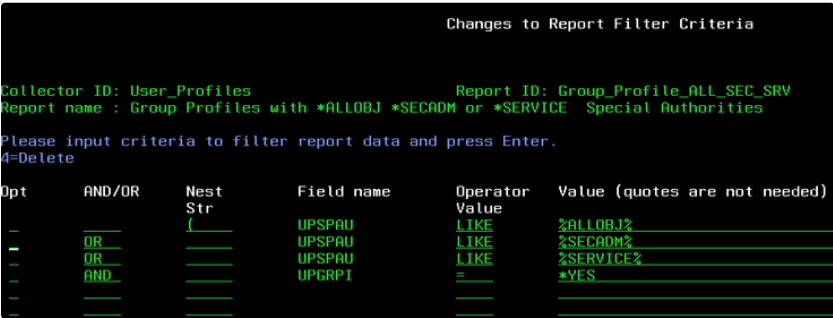 Changes to Report Filter Criteria
Collector ID: User_Profiles Report ID: Group_Profile_ALL_SEC_SRV
Report name : Group Profiles with *ALLOBJ *SECADM or *SERVICE Special Authorities
Please input criteria to filter report data and press Enter.
4=Delete
Opt AND/OR Nest Field name Operator Value (quotes are not needed)
Str Value
( UPSPAU LIKE %ALLOBJ%
OR UPSPAU LIKE %SECADM%
OR UPSPAU LIKE %SERVICE%
AND UPGRPI = *YES